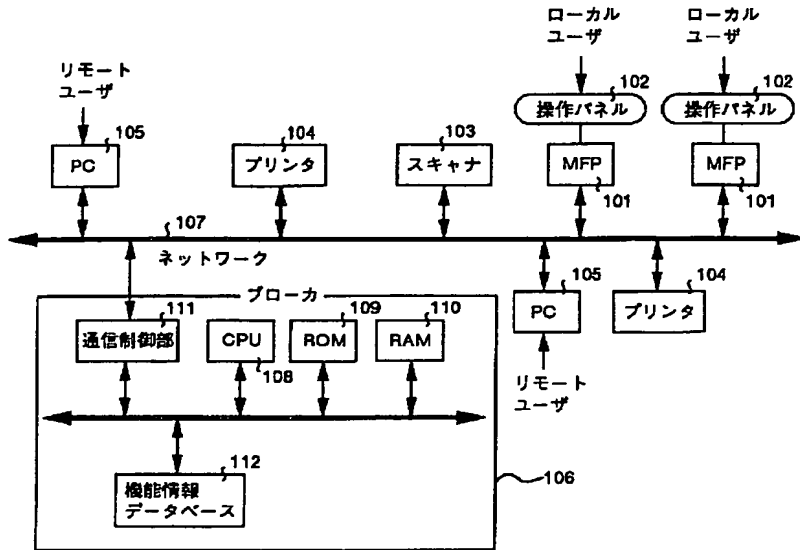 ローカル
ユーザ
ローカル
ユーザ
リモート
ユーザ
102
操作パネル
102
操作パネル
105
PC
104
プリンタ
103
スキャナ
MFP
101
MFP
101
107
ネットワーク
105
PC
104
プリンタ
リモート
ユーザ
ブローカ
111
通信制御部
CPU
108
109
ROM
110
RAM
112
機能情報
データベース
106